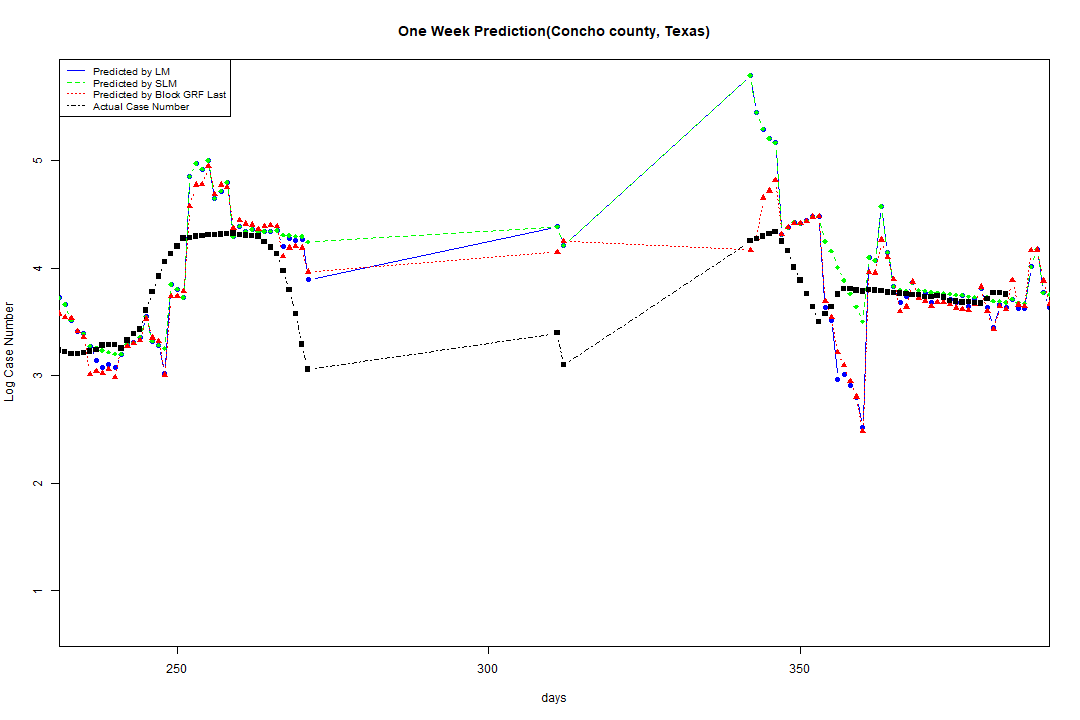 One Week Prediction(Concho county, Texas)
Predicted by LM
Predicted by SLM
Predicted by Block GRF Last
Actual Case Number
5
4
3
2
1
Log Case Number
250 300 350
days